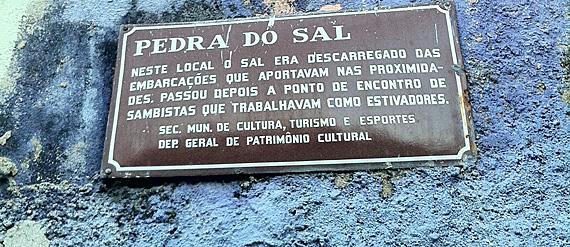 PEDRA DO SAL
NESTE LOCAL O SAL ERA DESCARREGADO DAS
EMBARCAÇÕES QUE APORTAVAM NAS PROXIMIDA-
DES. PASSOU DEPOIS A PONTO DE ENCONTRO DE
SAMBISTAS QUE TRABALHAVAM COMO ESTIVADORES.
SEC. MUN. DE CULTURA, TURISMO E ESPORTES
DEP. GERAL DE PATRIMÔNIO CULTURAL